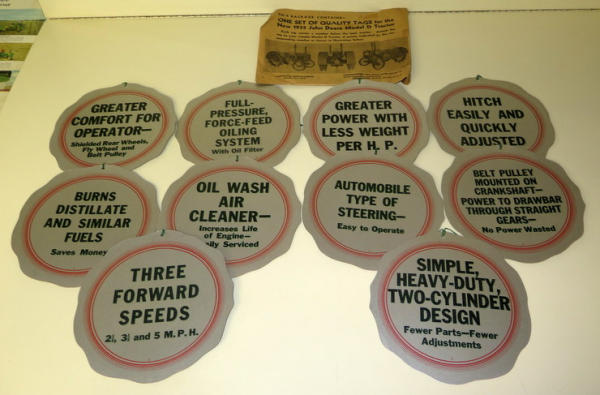 THIS PACKAGE CONTAINS—
ONE SET OF QUALITY TAGS for the
New 1935 John Deere Model D Tractor
GREATER
COMFORT FOR
OPERATOR—
Shielded Rear Wheels,
Fly Wheel and
Belt Pulley
FULL-
PRESSURE,
FORCE-FEED
OILING
SYSTEM
With Oil Filter
GREATER
POWER WITH
LESS WEIGHT
PER H. P.
HITCH
EASILY AND
QUICKLY
ADJUSTED
BURNS
DISTILLATE
AND SIMILAR
FUELS
Saves Money
OIL WASH
AIR
CLEANER—
Increases Life
of Engine—
Serviced
AUTOMOBILE
TYPE OF
STEERING—
Easy to Operate
BELT PULLEY
MOUNTED ON
CRANKSHAFT—
POWER TO DRAWBAR
THROUGH STRAIGHT
GEARS—
No Power Wasted
THREE
FORWARD
SPEEDS
and 5 M. P. H.
SIMPLE,
HEAVY-DUTY,
TWO-CYLINDER
DESIGN
Fewer Parts—Fewer
Adjustments